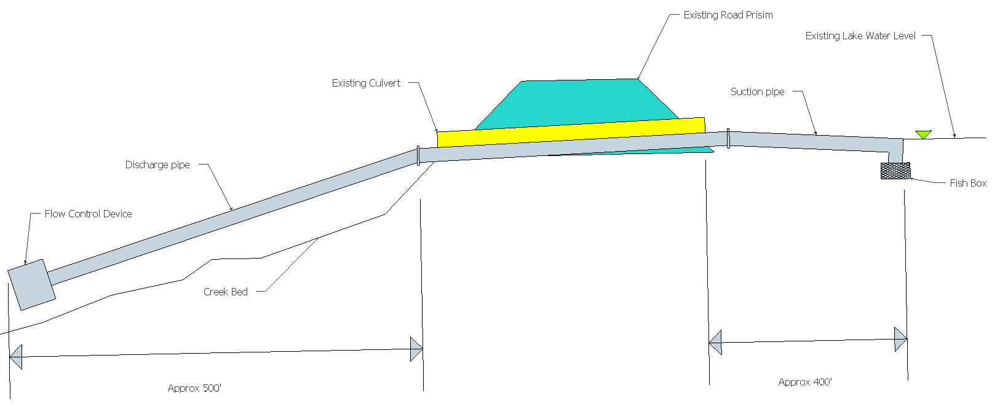 Existing Road Prisim
Existing Lake Water Level
Existing Culvert
Suction pipe
Discharge pipe
Fish Box
Flow Control Device
Creek Bed
Approx 500'
Approx 400'